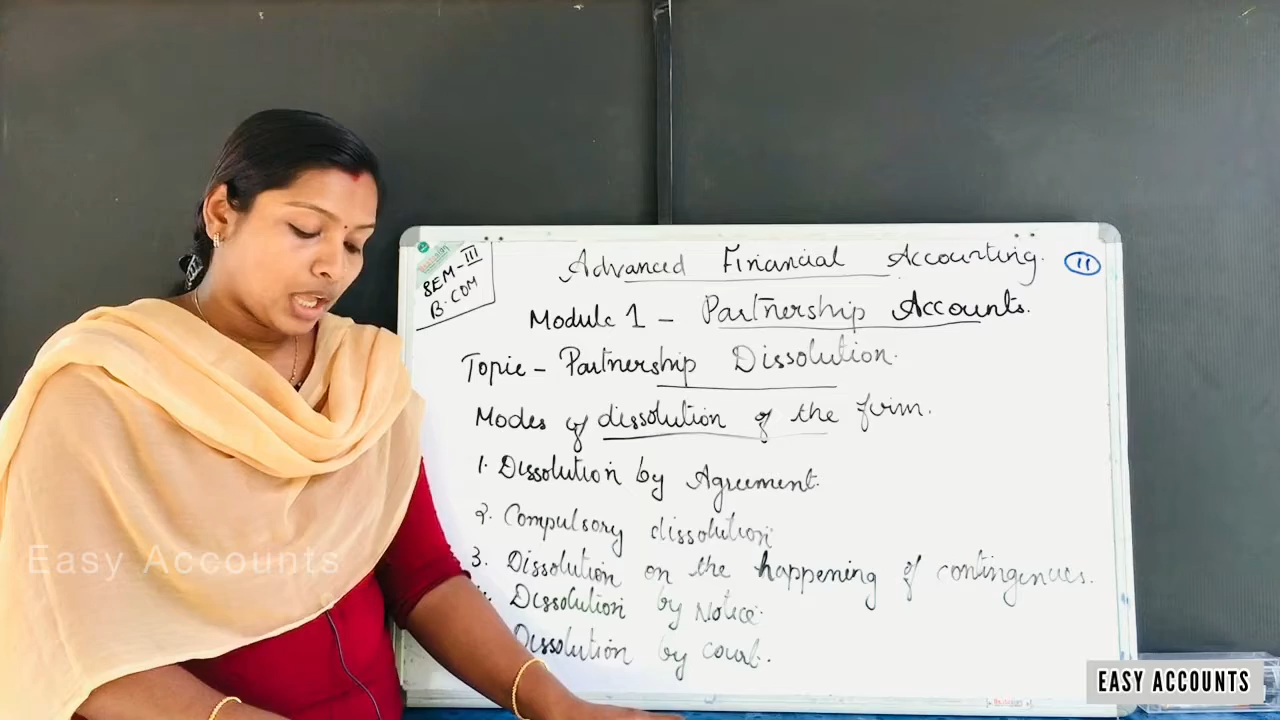 SEM-III
B.COM
Advanced Financial Accounting.
11
Module 1 - Partnership Accounts.
Topic - Partnership Dissolution.
Modes of dissolution of the firm.
1. Dissolution by Agreement.
2. Compulsory dissolution
3. Dissolution on the happening of contingencies.
Dissolution by Notice
Dissolution by court.
Easy Accounts
EASY ACCOUNTS